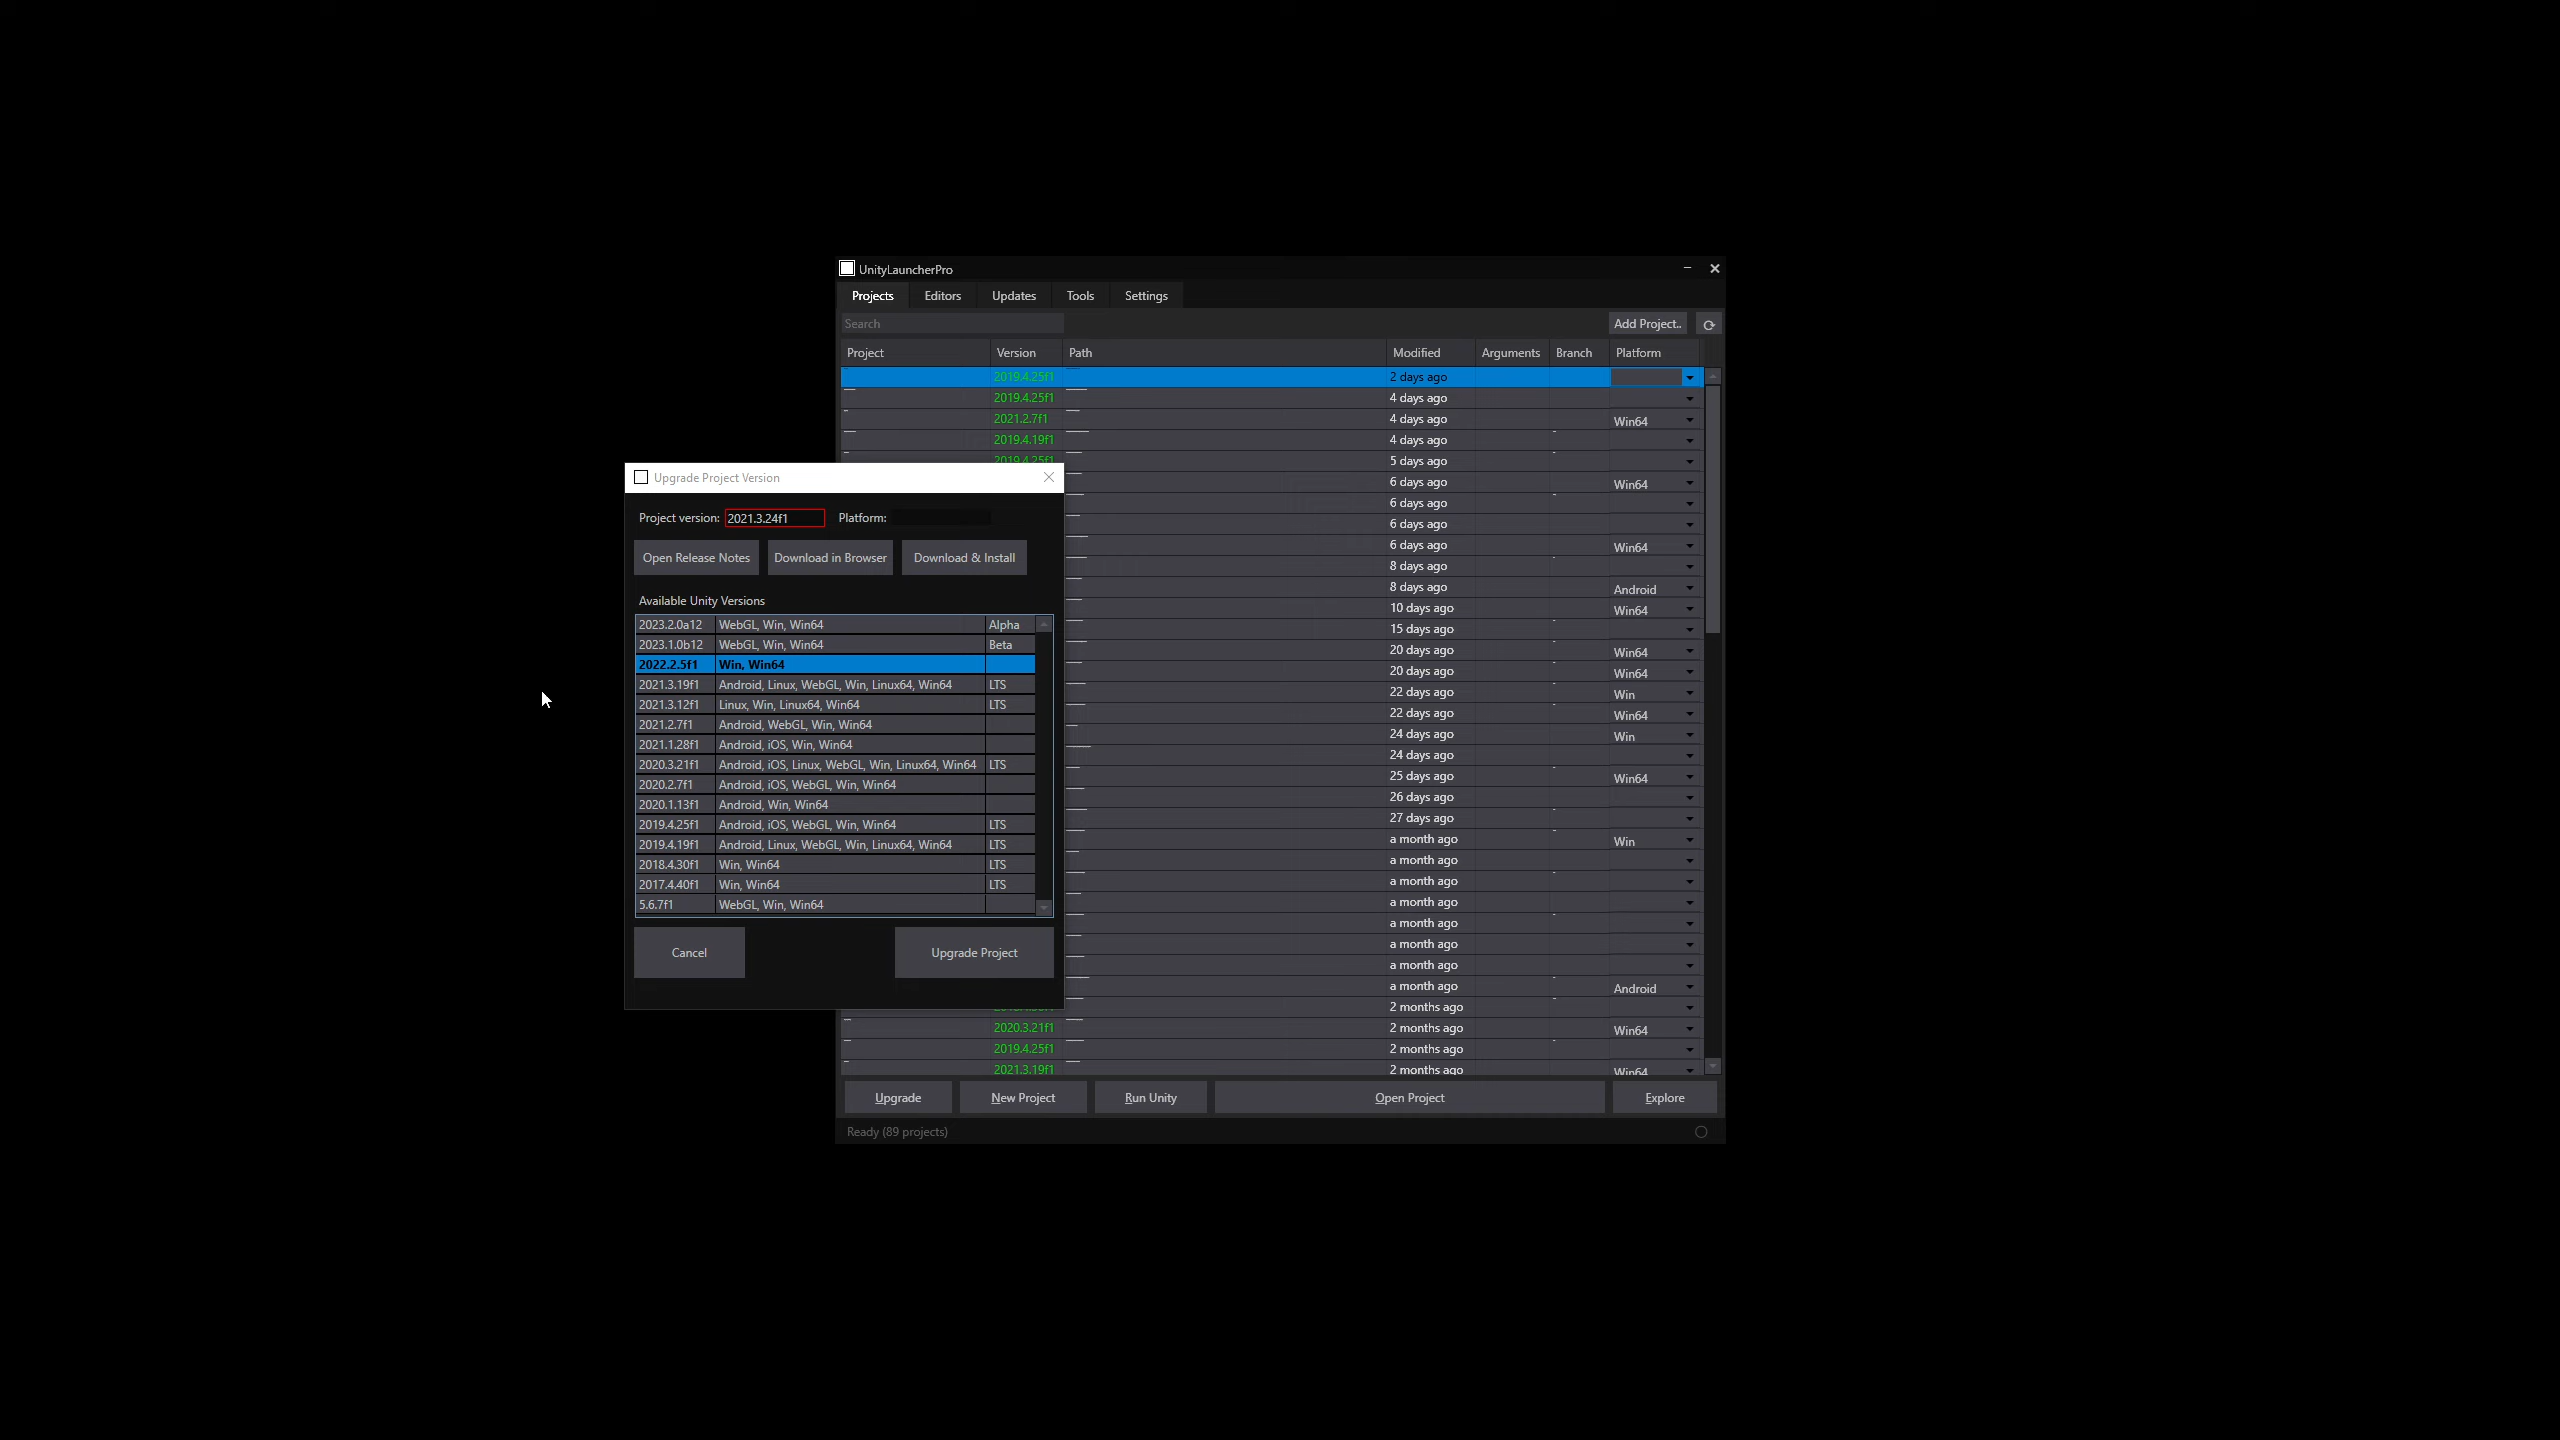 UnityLauncherPro
Projects Editors Updates Tools Settings
Search Add Project..
Project Version Path Modified Arguments Branch Platform
2019.4.25f1 2 days ago
2019.4.25f1 4 days ago
2021.2.7f1 4 days ago Win64
2019.4.19f1 4 days ago
2019.4.25f1 5 days ago
6 days ago Win64
6 days ago
6 days ago
6 days ago Win64
8 days ago
8 days ago Android
10 days ago Win64
15 days ago
20 days ago Win64
20 days ago Win64
22 days ago Win
22 days ago Win64
24 days ago Win
24 days ago
25 days ago Win64
26 days ago
27 days ago
a month ago Win
a month ago
a month ago
a month ago
a month ago
a month ago
a month ago
a month ago Android
2 months ago
2020.3.21f1 2 months ago Win64
2019.4.25f1 2 months ago
2021.3.19f1 2 months ago Win64
Upgrade New Project Run Unity Open Project Explore
Ready (89 projects)
Upgrade Project Version
Project version: 2021.3.24f1 Platform:
Open Release Notes Download in Browser Download & Install
Available Unity Versions
2023.2.0a12 WebGL, Win, Win64 Alpha
2023.1.0b12 WebGL, Win, Win64 Beta
2022.2.5f1 Win, Win64
2021.3.19f1 Android, Linux, WebGL, Win, Linux64, Win64 LTS
2021.3.12f1 Linux, Win, Linux64, Win64 LTS
2021.2.7f1 Android, WebGL, Win, Win64
2021.1.28f1 Android, iOS, Win, Win64
2020.3.21f1 Android, iOS, Linux, WebGL, Win, Linux64, Win64 LTS
2020.2.7f1 Android, iOS, WebGL, Win, Win64
2020.1.13f1 Android, Win, Win64
2019.4.25f1 Android, iOS, WebGL, Win, Win64 LTS
2019.4.19f1 Android, Linux, WebGL, Win, Linux64, Win64 LTS
2018.4.30f1 Win, Win64 LTS
2017.4.40f1 Win, Win64 LTS
5.6.7f1 WebGL, Win, Win64
Cancel Upgrade Project